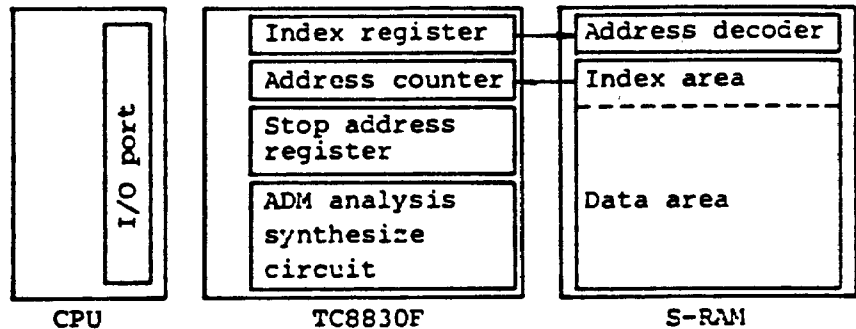 I/O port
CPU
Index register
Address counter
Stop address
register
ADM analysis
synthesize
circuit
TC8830F
Address decoder
Index area
Data area
S-RAM